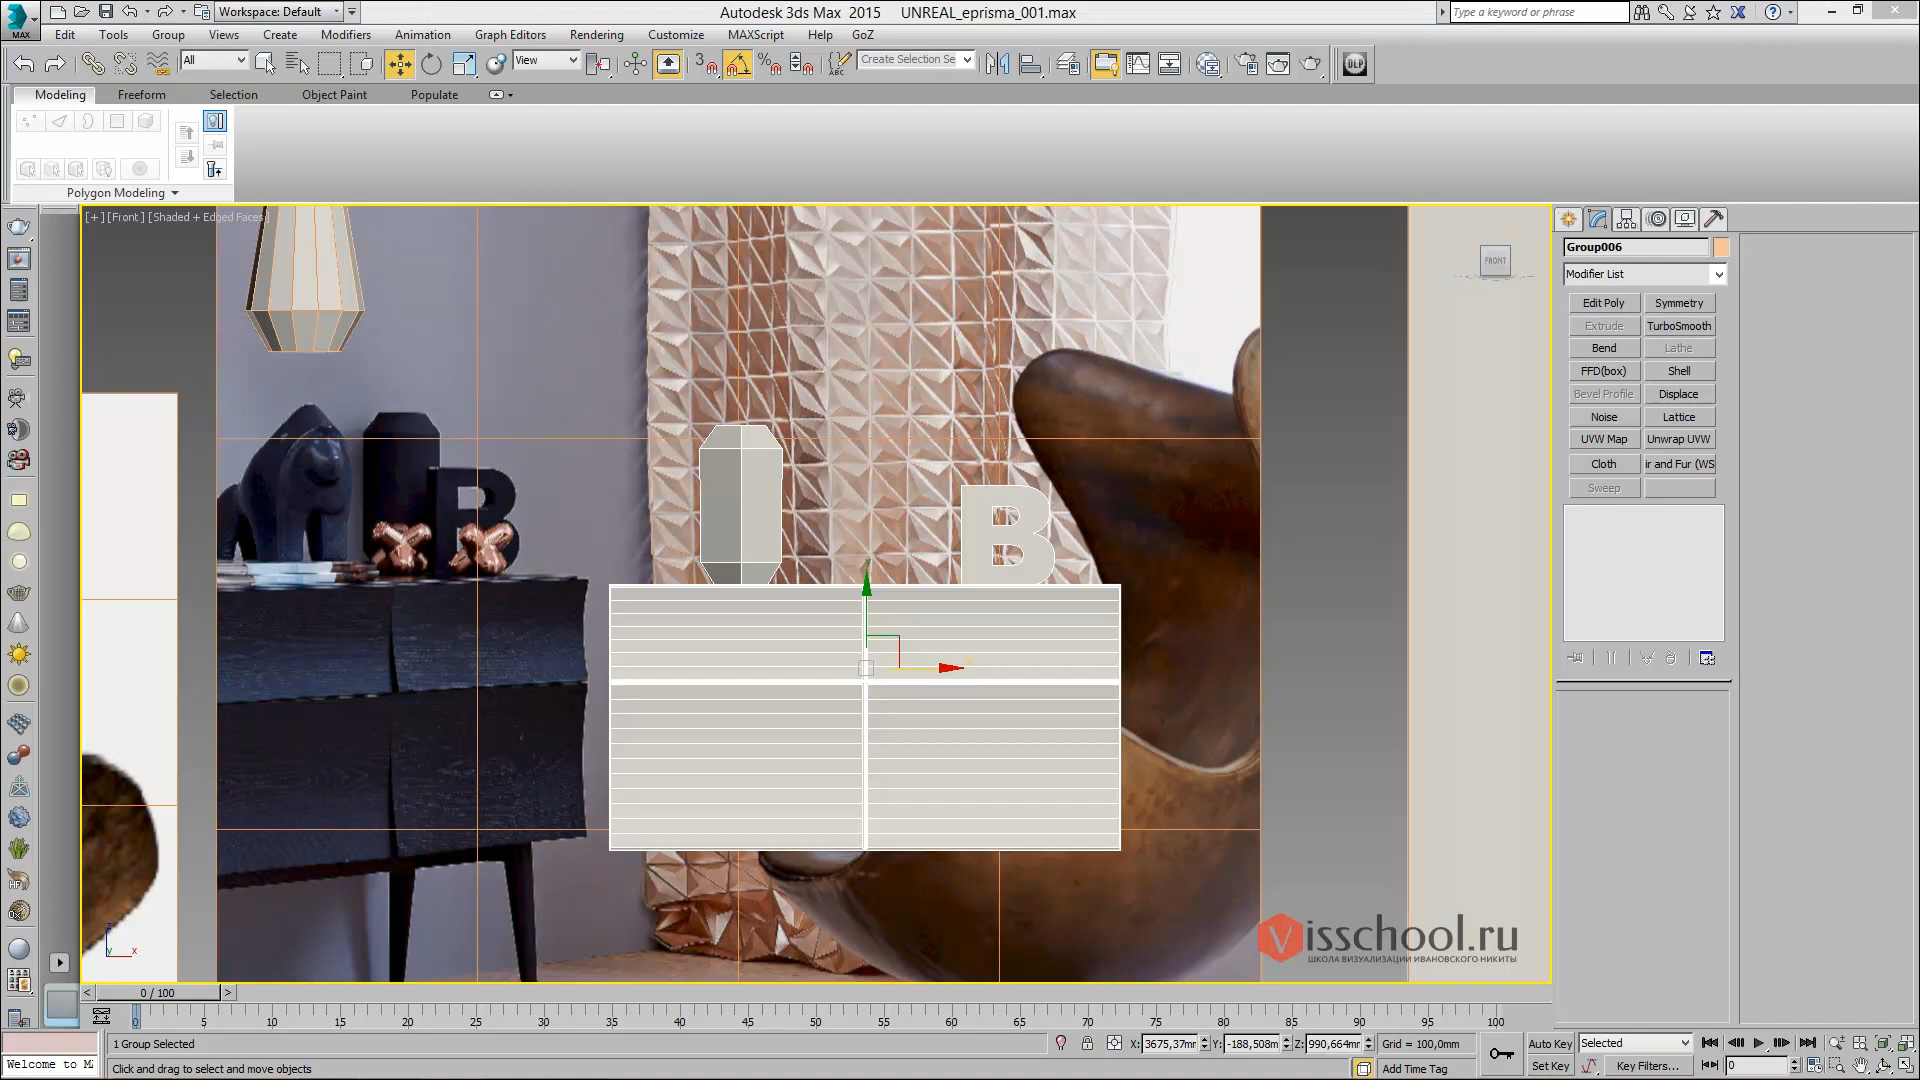 Workspace: Default
Autodesk 3ds Max 2015 UNREAL_eprisma_001.max
Type a keyword or phrase
MAX
Edit Tools Group Views Create Modifiers Animation Graph Editors Rendering Customize MAXScript Help GoZ
All
View
3
ABC
Create Selection Se
DLP
Modeling Freeform Selection Object Paint Populate
Polygon Modeling
[+] [Front] [Shaded + Edged Faces]
FRONT
Group006
Modifier List
Edit Poly Symmetry
Extrude TurboSmooth
Bend Lathe
FFD(box) Shell
Bevel Profile Displace
Noise Lattice
UVW Map Unwrap UVW
Cloth ir and Fur (WS
Sweep
B
B
visschool.ru
ШКОЛА ВИЗУАЛИЗАЦИИ ИВАНОВСКОГО НИКИТЫ
x
0 / 100
0 5 10 15 20 25 30 35 40 45 50 55 60 65 70 75 80 85 90 95 100
1 Group Selected
X: 3675,37mr Y: -188,508m Z: 990,664mr Grid = 100,0mm
Auto Key Selected
Welcome to M
Click and drag to select and move objects
Add Time Tag
Set Key Key Filters... 0